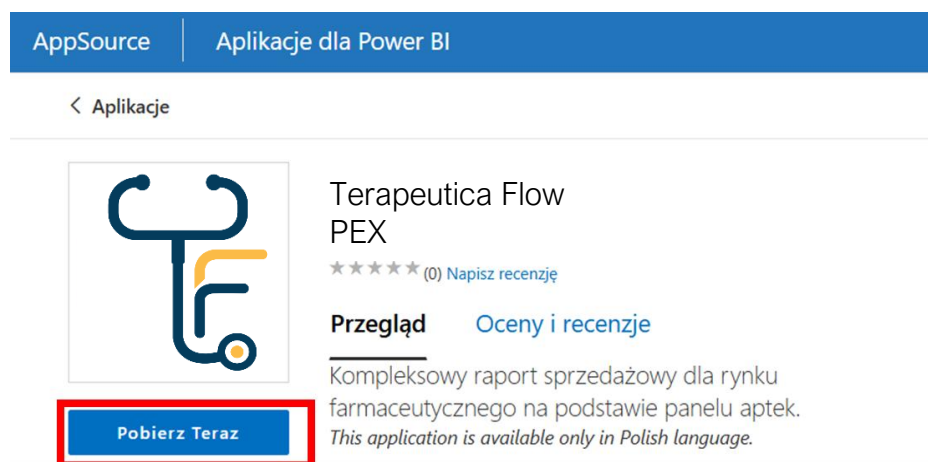 AppSource Aplikacje dla Power BI
< Aplikacje
Terapeutica Flow
PEX
(0) Napisz recenzję
Przegląd Oceny i recenzje
Kompleksowy raport sprzedażowy dla rynku
farmaceutycznego na podstawie panelu aptek.
This application is available only in Polish language.
Pobierz Teraz